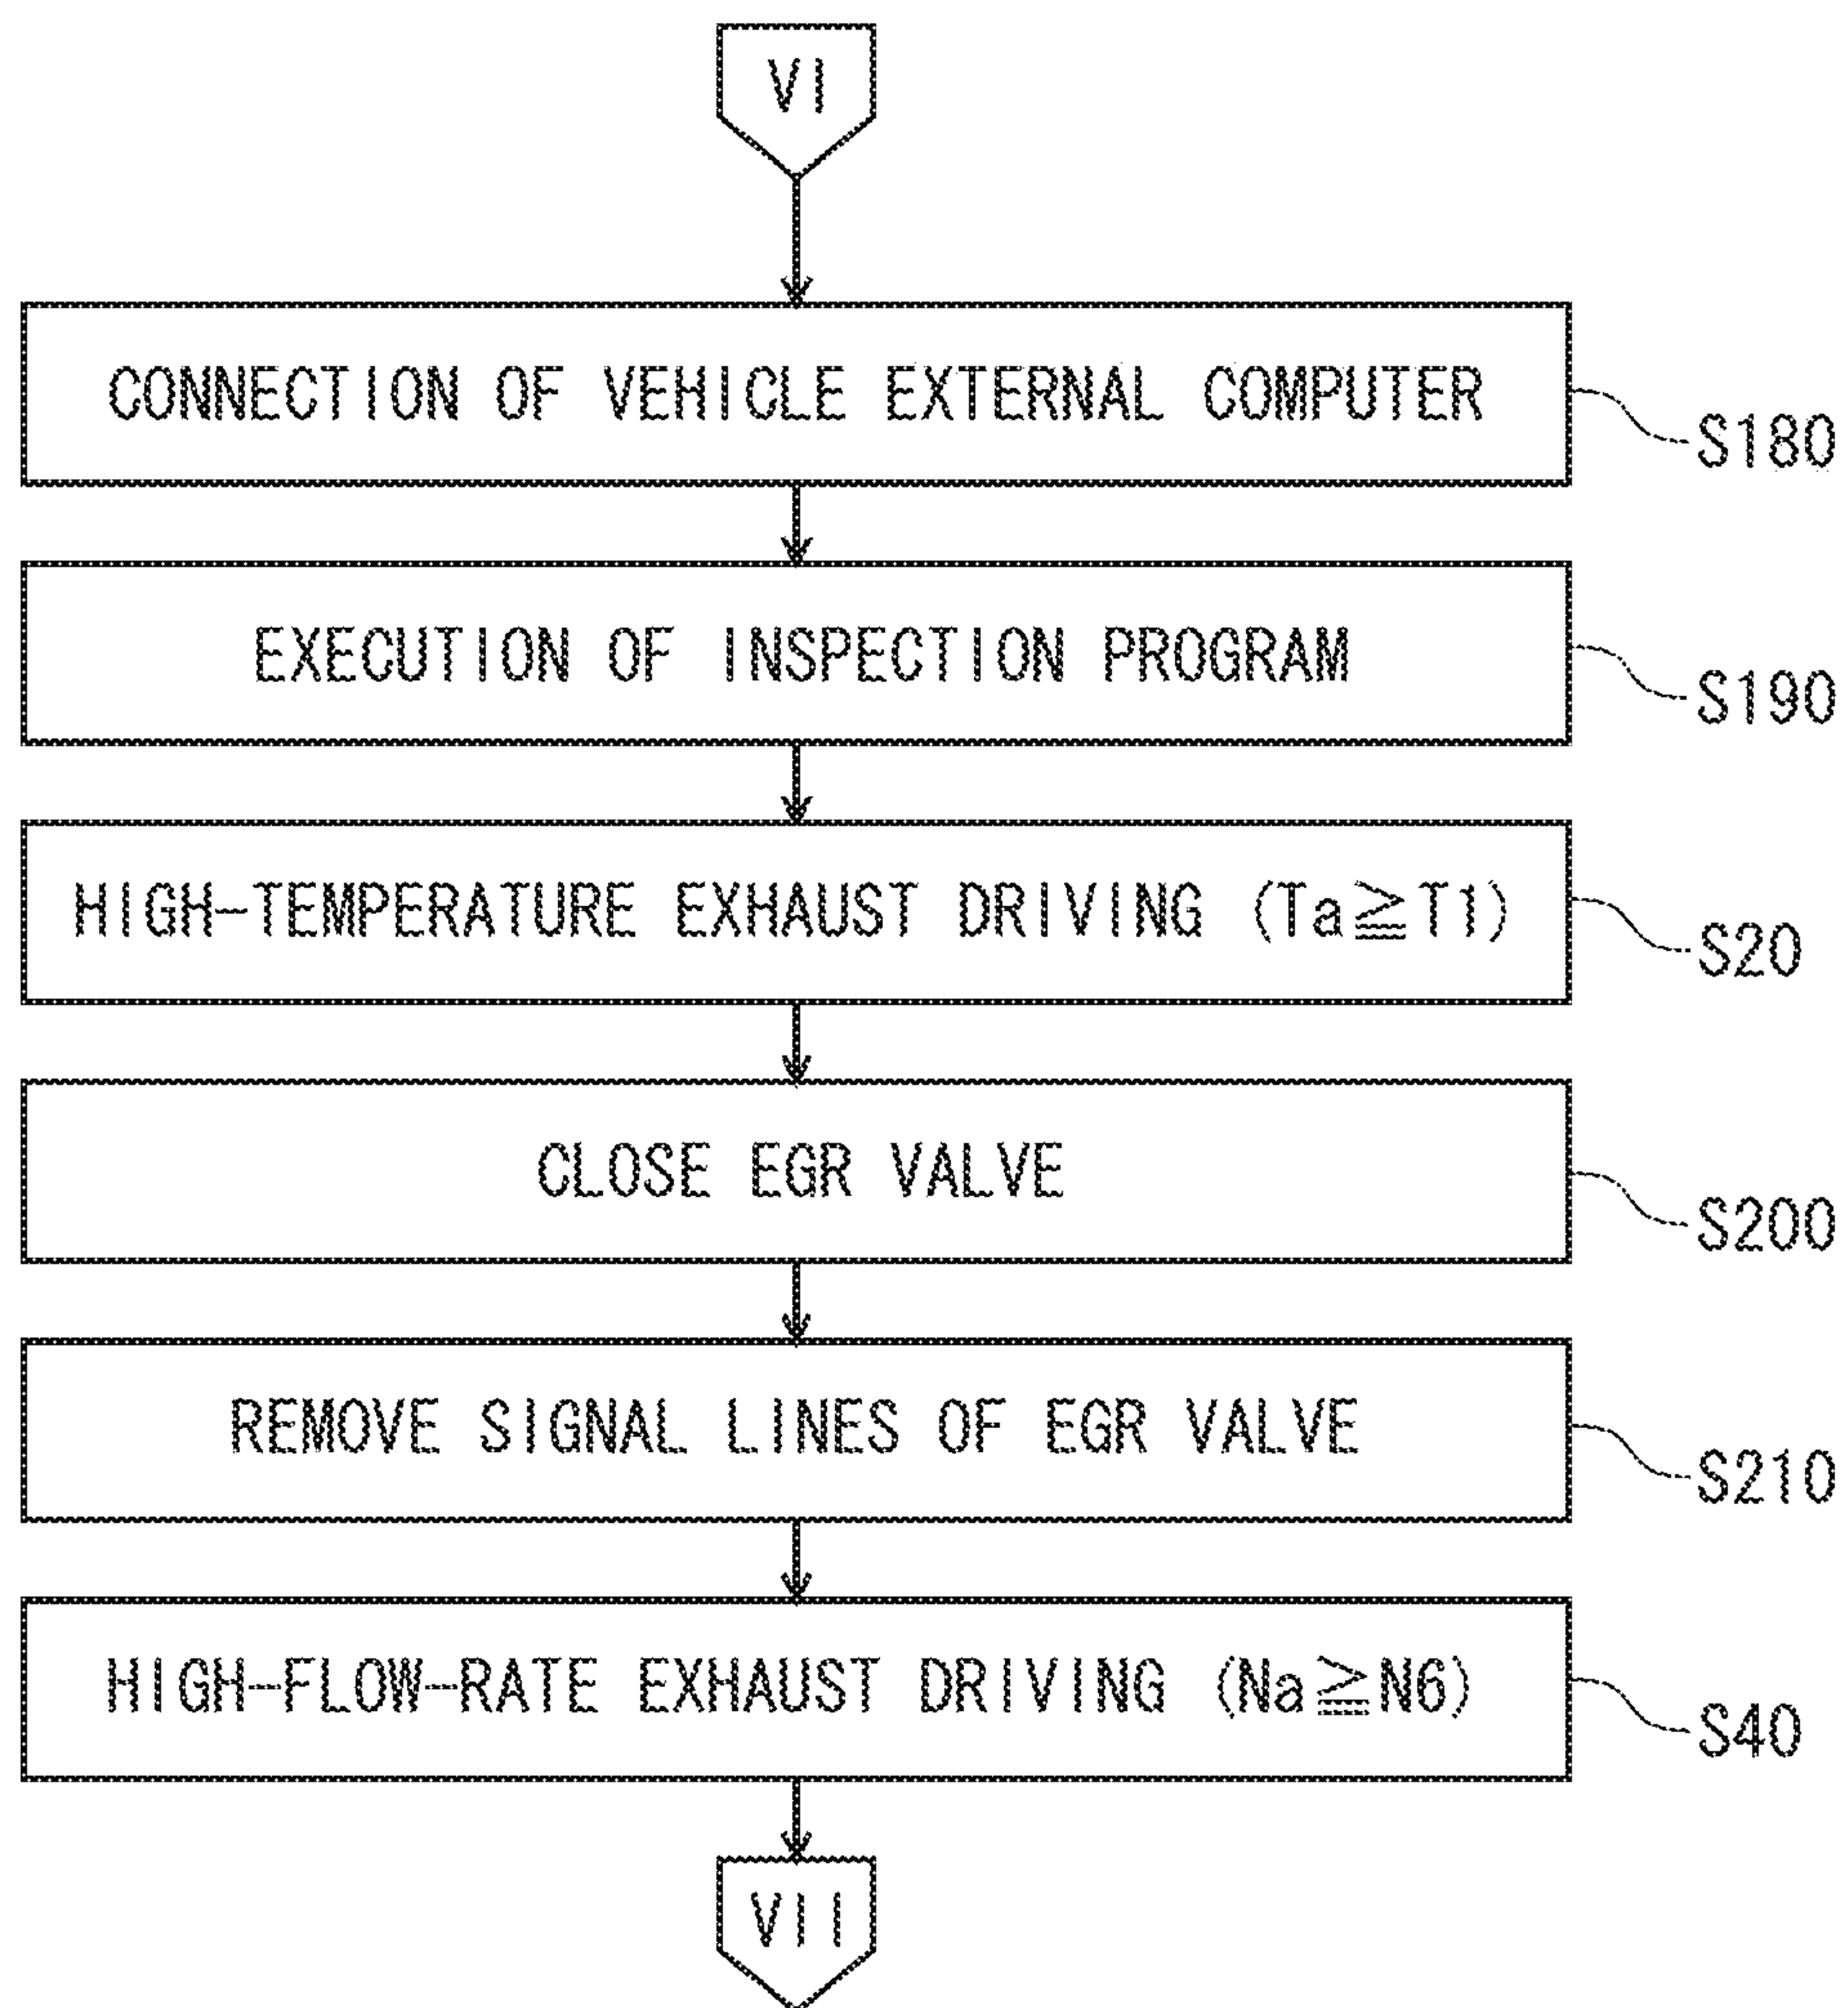 VI
CONNECTION OF VEHICLE EXTERNAL COMPUTER
S180
EXECUTION OF INSPECTION PROGRAM
S190
HIGH-TEMPERATURE EXHAUST DRIVING (Ta≧T1)
S20
CLOSE EGR VALVE
S200
REMOVE SIGNAL LINES OF EGR VALVE
S210
HIGH-FLOW-RATE EXHAUST DRIVING (Na≧N6)
S40
VII